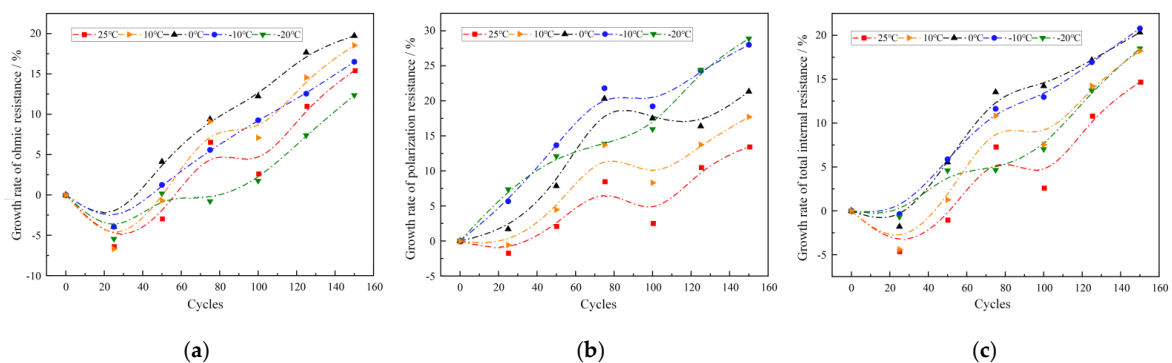 25℃ 10℃ 0℃ -10℃ -20℃
Growth rate of ohmic resistance / %
20
15
10
5
0
-5
-10
0 20 40 60 80 100 120 140 160
Cycles
(a)
25℃ 10℃ 0℃ -10℃ -20℃
Growth rate of polarization resistance / %
30
25
20
15
10
5
0
-5
0 20 40 60 80 100 120 140 160
Cycles
(b)
25℃ 10℃ 0℃ -10℃ -20℃
Growth rate of total internal resistance / %
20
15
10
5
0
-5
0 20 40 60 80 100 120 140 160
Cycles
(c)